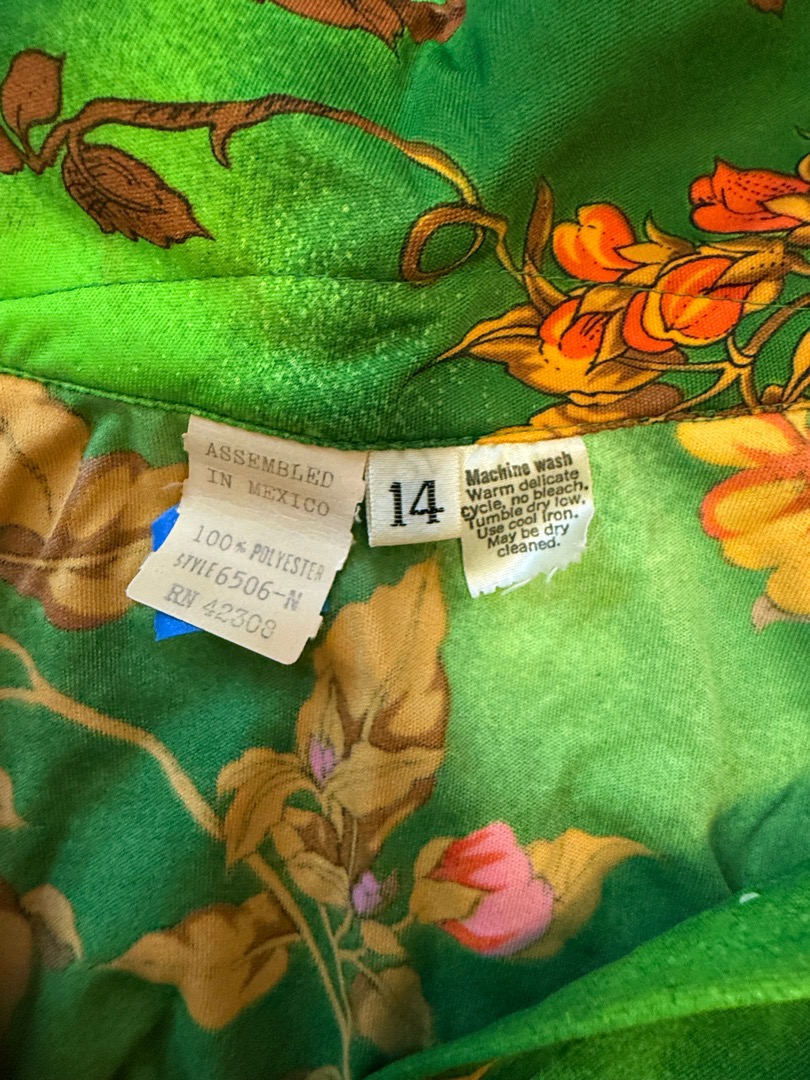 ASSEMBLED
IN MEXICO
100% POLYESTER
STYLE 6506-N
RN 42308
14
Machine wash
Warm delicate
cycle, no bleach.
Tumble dry low.
Use cool iron.
May be dry
cleaned.